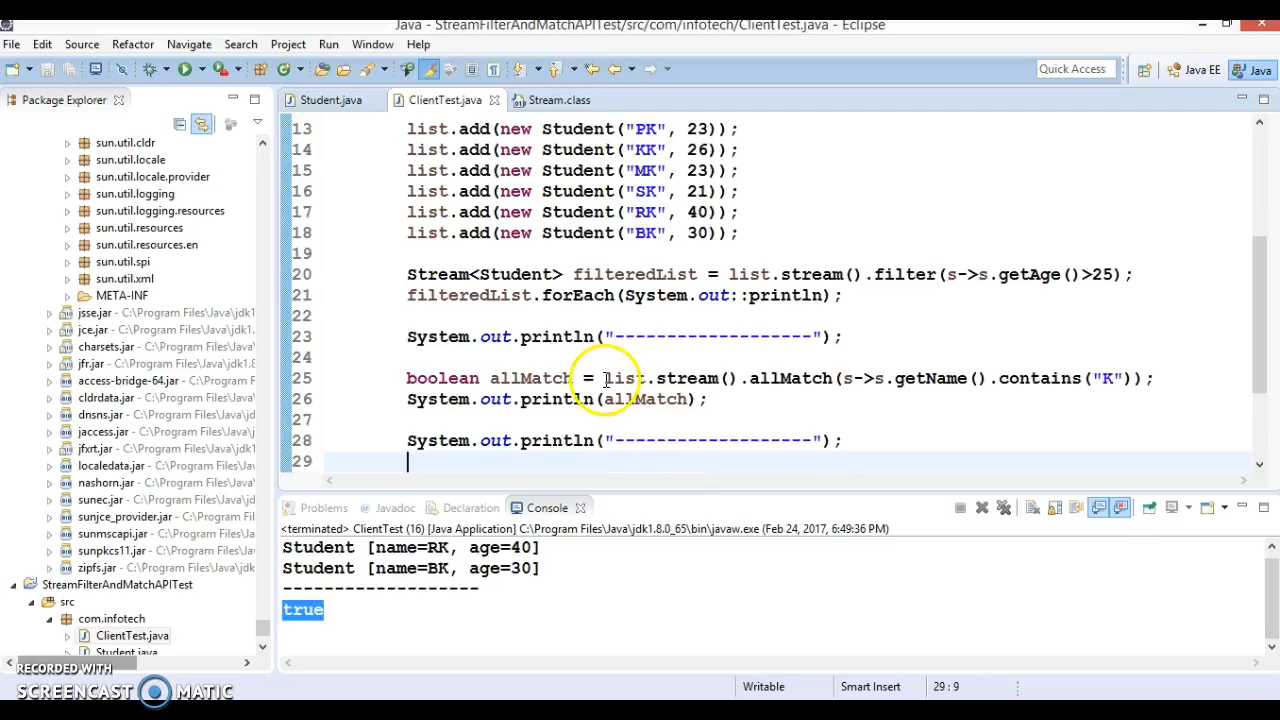 Java - StreamFilterAndMatchAPITest/src/com/infotech/ClientTest.java - Eclipse
File Edit Source Refactor Navigate Search Project Run Window Help
Quick Access Java EE Java
Package Explorer
Student.java ClientTest.java Stream.class
sun.util.cldr
sun.util.locale
sun.util.locale.provider
sun.util.logging
sun.util.logging.resources
sun.util.resources
sun.util.resources.en
sun.util.spi
sun.util.xml
META-INF
jsse.jar - C:\Program Files\Java\jdk1
jce.jar - C:\Program Files\Java\jdk1.8
charsets.jar - C:\Program Files\Java\
jfr.jar - C:\Program Files\Java\jdk1.8
access-bridge-64.jar - C:\Program Fi
cldrdata.jar - C:\Program Files\Java\
dnsns.jar - C:\Program Files\Java\jd
jaccess.jar - C:\Program Files\Java\jd
jfxrt.jar - C:\Program Files\Java\jdk1
localedata.jar - C:\Program Files\Jav
nashorn.jar - C:\Program Files\Java\
sunec.jar - C:\Program Files\Java\jdk
sunjce_provider.jar - C:\Program File
sunmscapi.jar - C:\Program Files\Jav
sunpkcs11.jar - C:\Program Files\Jav
zipfs.jar - C:\Program Files\Java\jdk1
StreamFilterAndMatchAPITest
src
com.infotech
ClientTest.java
Student.java
13 list.add(new Student("PK", 23));
14 list.add(new Student("KK", 26));
15 list.add(new Student("MK", 23));
16 list.add(new Student("SK", 21));
17 list.add(new Student("RK", 40));
18 list.add(new Student("BK", 30));
19
20 Stream<Student> filteredList = list.stream().filter(s->s.getAge()>25);
21 filteredList.forEach(System.out::println);
22
23 System.out.println("-------------------");
24
25 boolean allMatch = list.stream().allMatch(s->s.getName().contains("K"));
26 System.out.println(allMatch);
27
28 System.out.println("-------------------");
29
Problems Javadoc Declaration Console
<terminated> ClientTest (16) [Java Application] C:\Program Files\Java\jdk1.8.0_65\bin\javaw.exe (Feb 24, 2017, 6:49:36 PM)
Student [name=RK, age=40]
Student [name=BK, age=30]
-------------------
true
RECORDED WITH
SCREENCAST MATIC
Writable Smart Insert 29 : 9